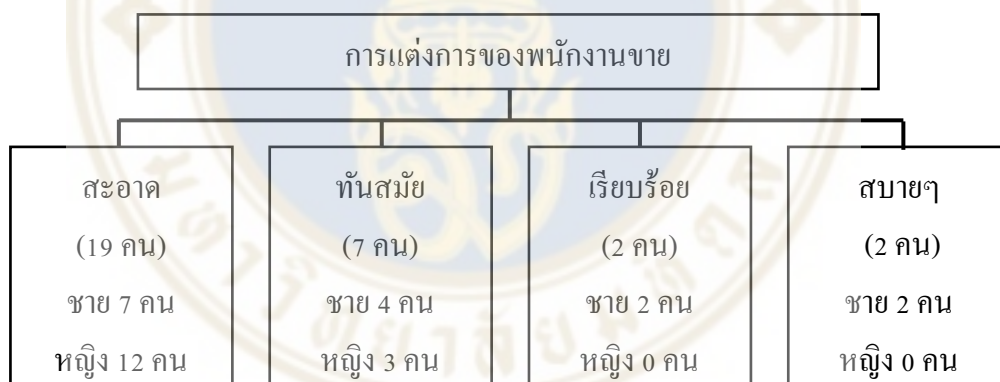 การแต่งการของพนักงานขาย
สะอาด
(19 คน)
ชาย 7 คน
หญิง 12 คน
ทันสมัย
(7 คน)
ชาย 4 คน
หญิง 3 คน
เรียบร้อย
(2 คน)
ชาย 2 คน
หญิง 0 คน
สบายๆ
(2 คน)
ชาย 2 คน
หญิง 0 คน